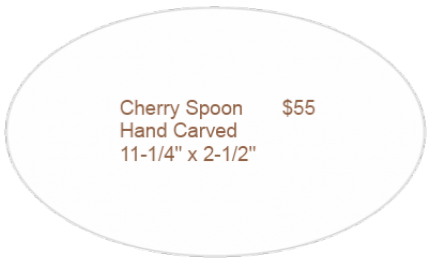 Cherry Spoon $55
Hand Carved
11-1/4" x 2-1/2"